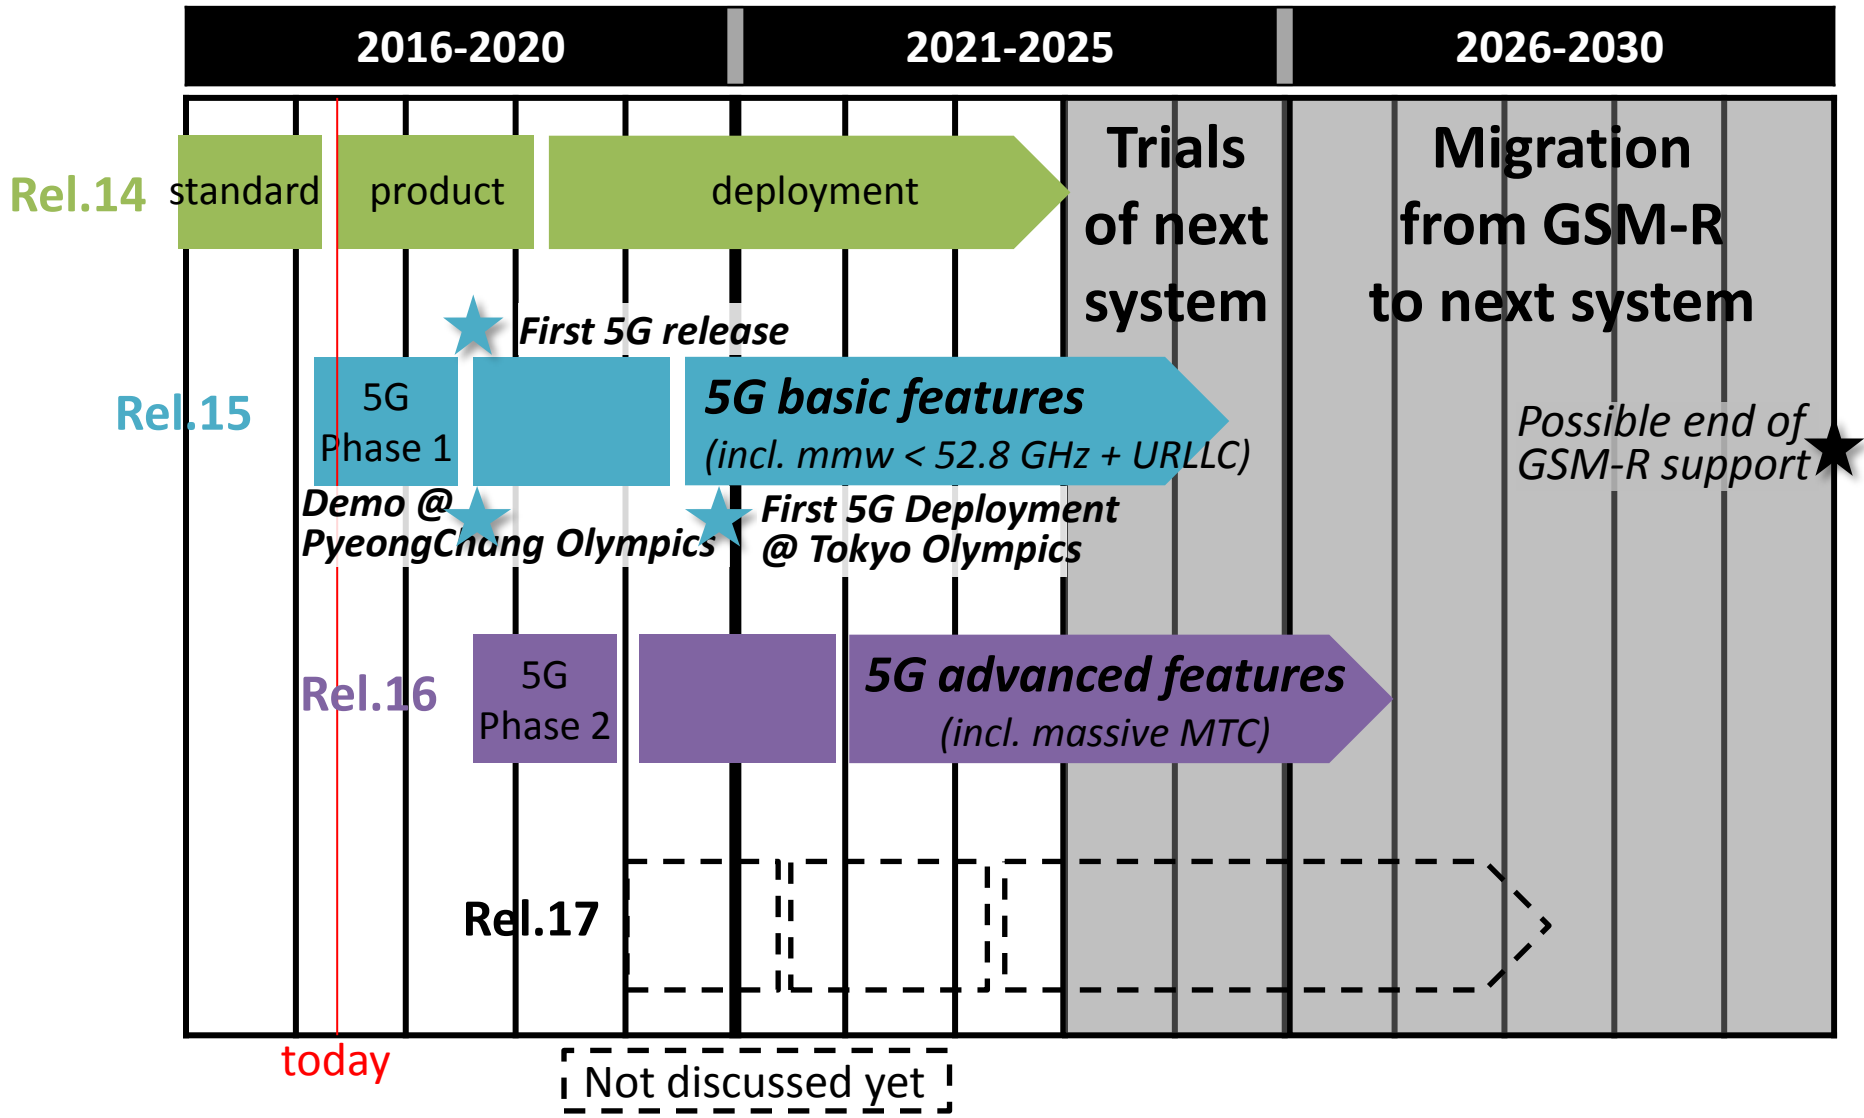 2016-2020
2021-2025
2026-2030
Rel.14
standard
product
deployment
Trials
of next
system
Migration
from GSM-R
to next system
First 5G release
Rel.15
5G
Phase 1
5G basic features
(incl. mmw < 52.8 GHz + URLLC)
Possible end of
GSM-R support
Demo @
PyeongChang Olympics
First 5G Deployment
@ Tokyo Olympics
Rel.16
5G
Phase 2
5G advanced features
(incl. massive MTC)
Rel.17
today
Not discussed yet